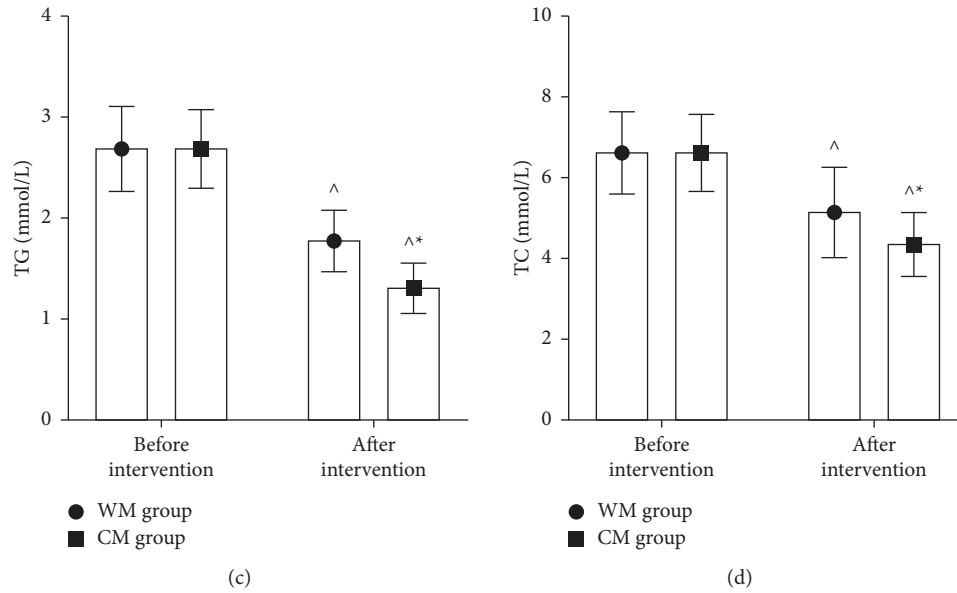 4
3
2
1
0
TG (mmol/L)
^
^*
Before
intervention
After
intervention
WM group
CM group
(c)
10
8
6
4
2
0
TC (mmol/L)
^
^*
Before
intervention
After
intervention
WM group
CM group
(d)